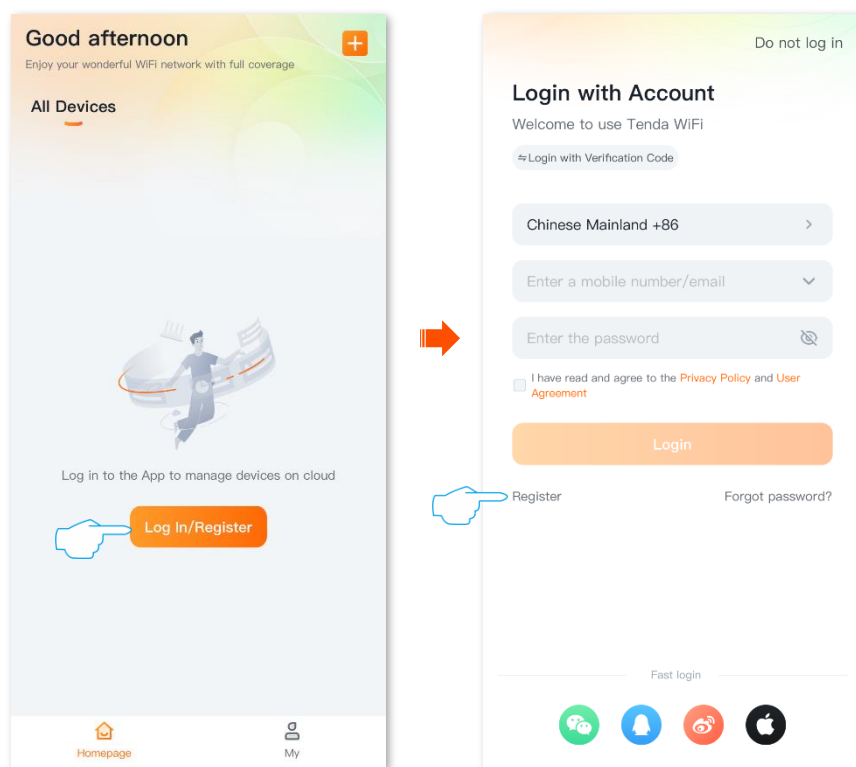 Good afternoon
Enjoy your wonderful WiFi network with full coverage
All Devices
Log in to the App to manage devices on cloud
Log In/Register
Homepage
My
Do not log in
Login with Account
Welcome to use Tenda WiFi
⇋Login with Verification Code
Chinese Mainland +86
Enter a mobile number/email
Enter the password
I have read and agree to the Privacy Policy and User
Agreement
Login
Register
Forgot password?
Fast login